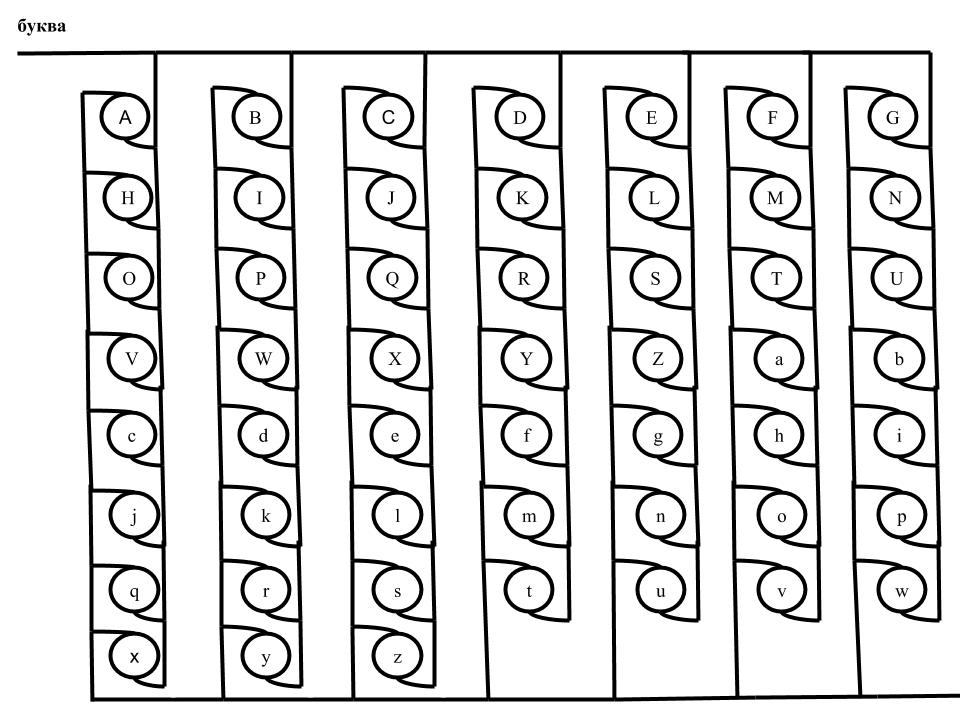 буква
A B C D E F G
H I J K L M N
O P Q R S T U
V W X Y Z a b
c d e f g h i
j k l m n o p
q r s t u v w
x y z